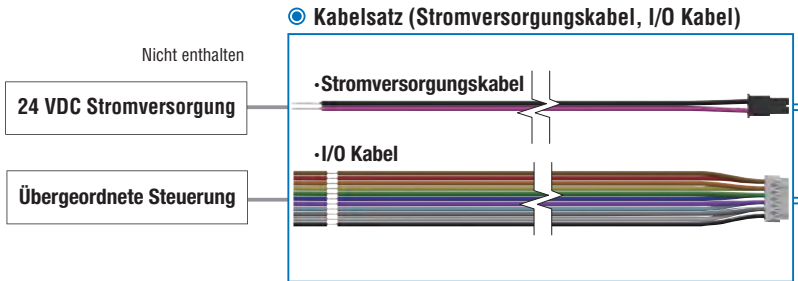 Kabelsatz (Stromversorgungskabel, I/O Kabel)
Nicht enthalten
·Stromversorgungskabel
24 VDC Stromversorgung
·I/O Kabel
Übergeordnete Steuerung